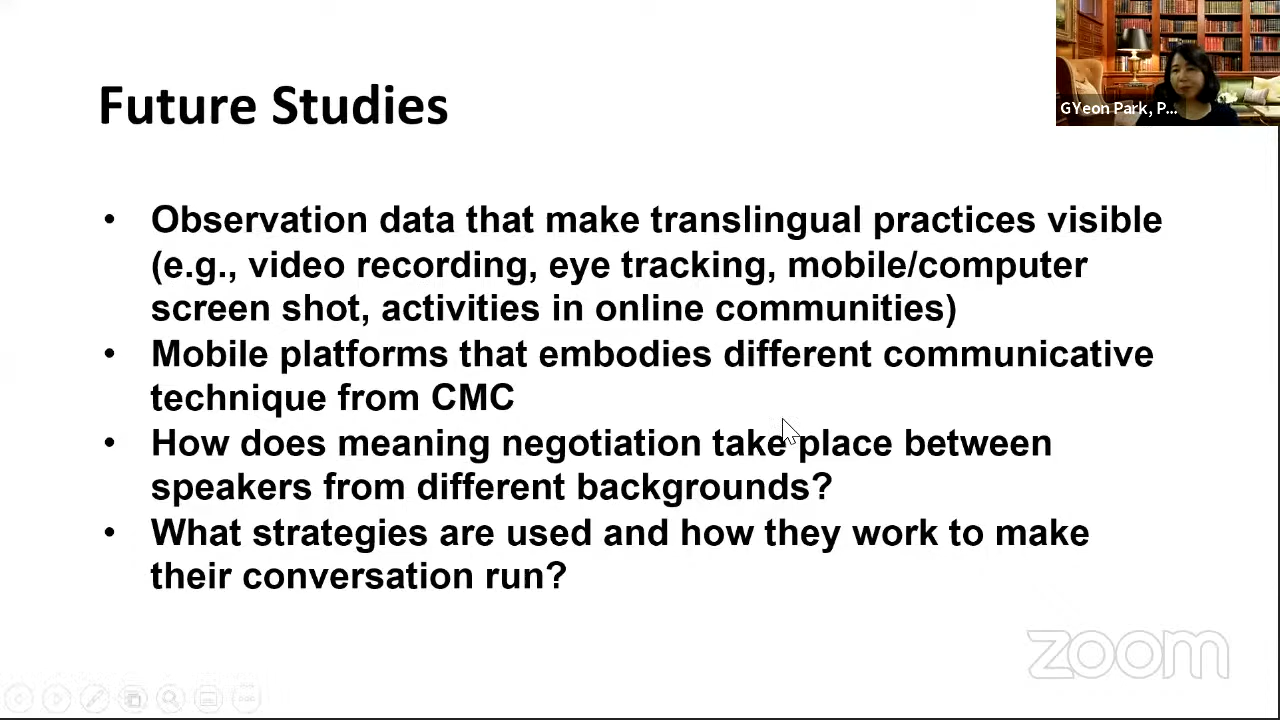 Future Studies
GYeon Park, P...
• Observation data that make translingual practices visible
(e.g., video recording, eye tracking, mobile/computer
screen shot, activities in online communities)
• Mobile platforms that embodies different communicative
technique from CMC
• How does meaning negotiation take place between
speakers from different backgrounds?
• What strategies are used and how they work to make
their conversation run?
zoom